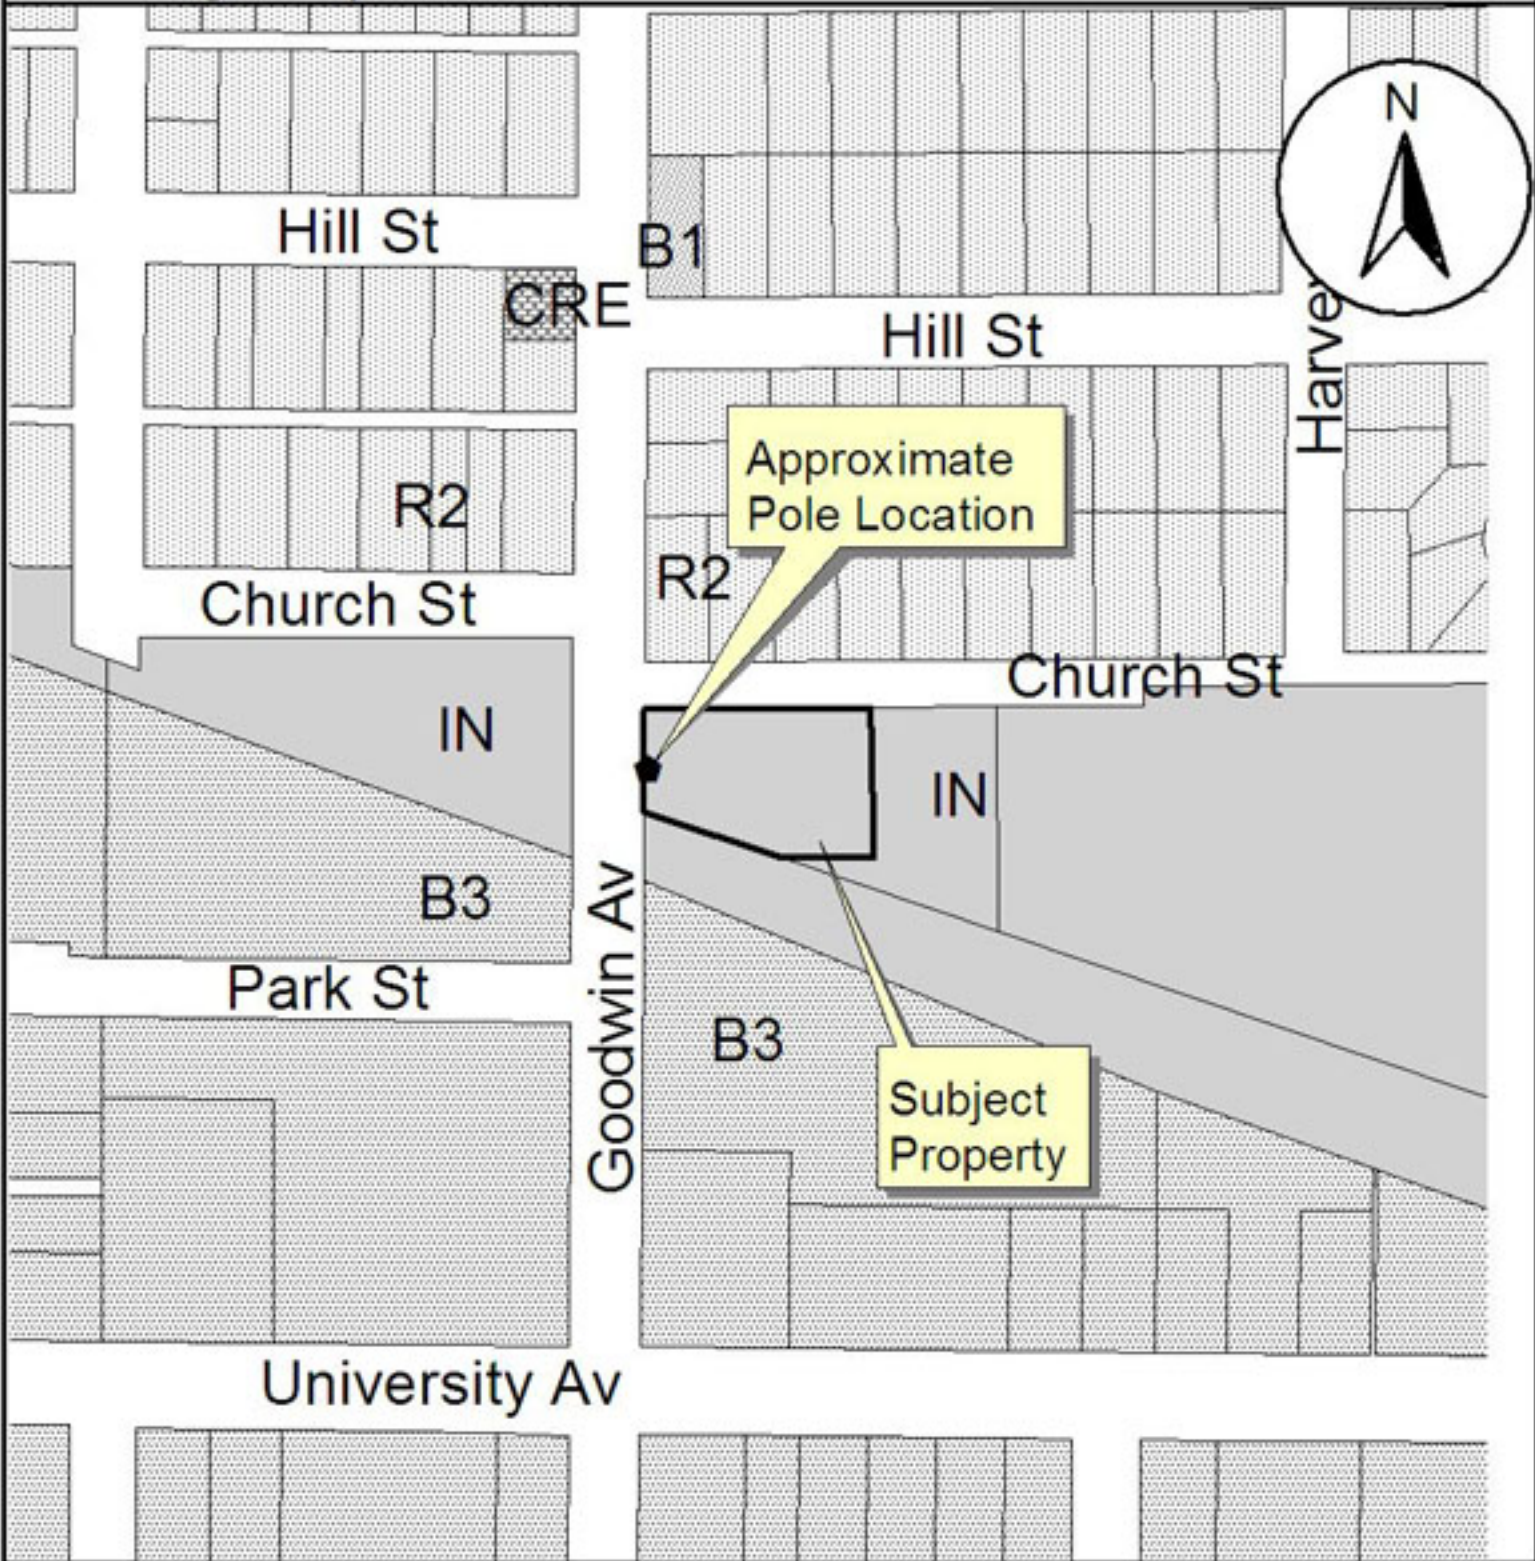 N
Hill St
B1
CRE
Hill St
Harvey
Approximate
Pole Location
R2
R2
Church St
Church St
IN
IN
B3
Goodwin Av
Park St
B3
Subject
Property
University Av